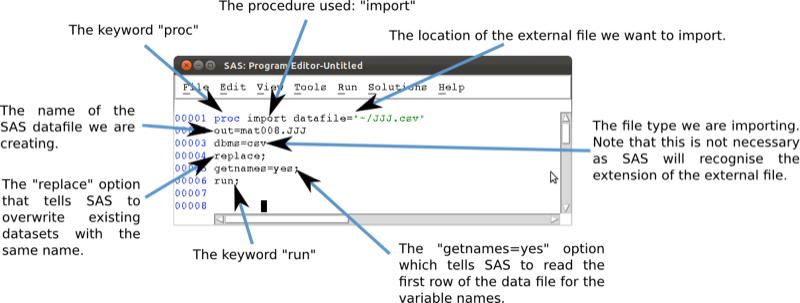 The procedure used: "import"
The keyword "proc"
The location of the external file we want to import.
SAS: Program Editor-Untitled
File Edit View Tools Run Solutions Help
The name of the
SAS datafile we are
creating.
00001 proc import datafile='~/JJJ.csv'
00002 out=mat008.JJJ
00003 dbms=csv
00004 replace;
00005 getnames=yes;
00006 run;
00007
00008
The file type we are importing.
Note that this is not necessary
as SAS will recognise the
extension of the external file.
The "replace" option
that tells SAS to
overwrite existing
datasets with the
same name.
The keyword "run"
The "getnames=yes" option
which tells SAS to read the
first row of the data file for the
variable names.